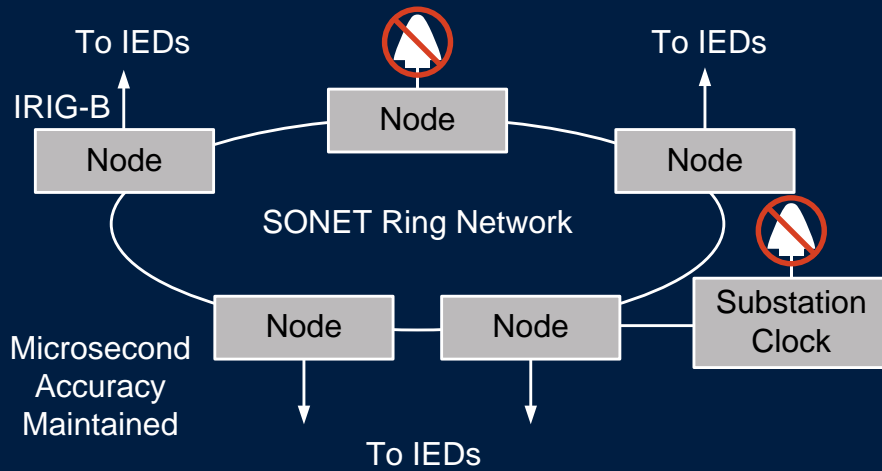 To IEDs
To IEDs
IRIG-B
Node
Node
Node
SONET Ring Network
Node
Node
Substation
Clock
Microsecond
Accuracy
Maintained
To IEDs